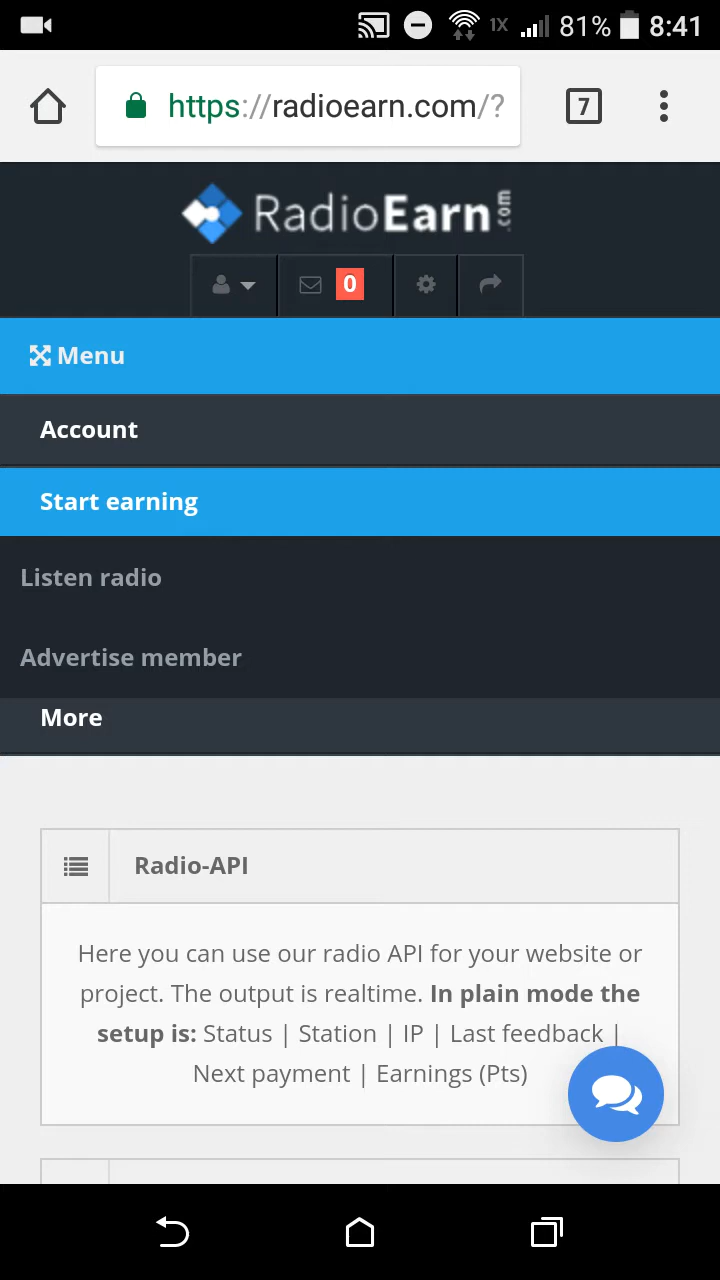 1X 81% 8:41
https://radioearn.com/? 7
RadioEarn.com
0
Menu
Account
Start earning
Listen radio
Advertise member
More
Radio-API
Here you can use our radio API for your website or
project. The output is realtime. In plain mode the
setup is: Status | Station | IP | Last feedback |
Next payment | Earnings (Pts)